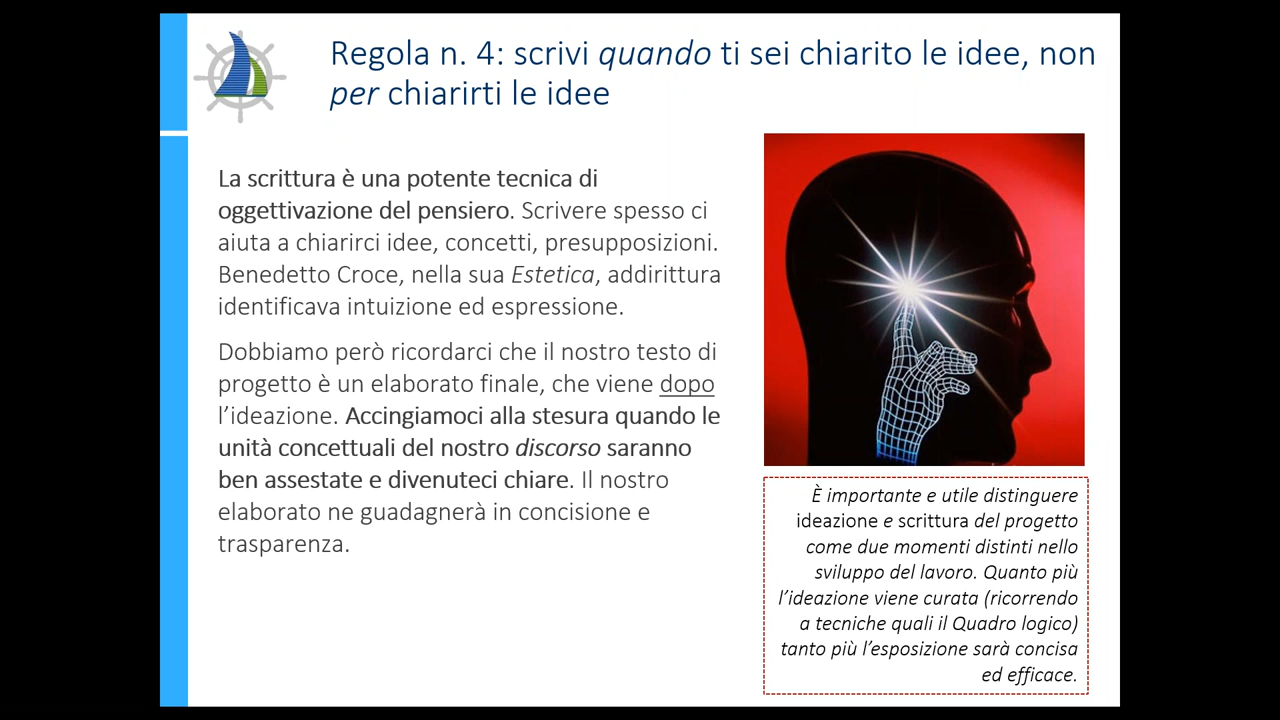 Regola n. 4: scrivi quando ti sei chiarito le idee, non
per chiarirti le idee
La scrittura è una potente tecnica di
oggettivazione del pensiero. Scrivere spesso ci
aiuta a chiarirci idee, concetti, presupposizioni.
Benedetto Croce, nella sua Estetica, addirittura
identificava intuizione ed espressione.
Dobbiamo però ricordarci che il nostro testo di
progetto è un elaborato finale, che viene dopo
l’ideazione. Accingiamoci alla stesura quando le
unità concettuali del nostro discorso saranno
ben assestate e divenuteci chiare. Il nostro
elaborato ne guadagnerà in concisione e
trasparenza.
È importante e utile distinguere
ideazione e scrittura del progetto
come due momenti distinti nello
sviluppo del lavoro. Quanto più
l’ideazione viene curata (ricorrendo
a tecniche quali il Quadro logico)
tanto più l’esposizione sarà concisa
ed efficace.